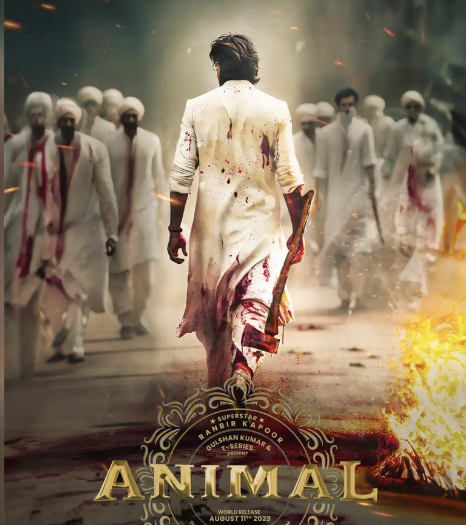 ★ SUPERSTAR ★
RANBIR KAPOOR
GULSHAN KUMAR &
T-SERIES
PRESENT
ANIMAL
WORLD RELEASE
AUGUST 11TH 2023